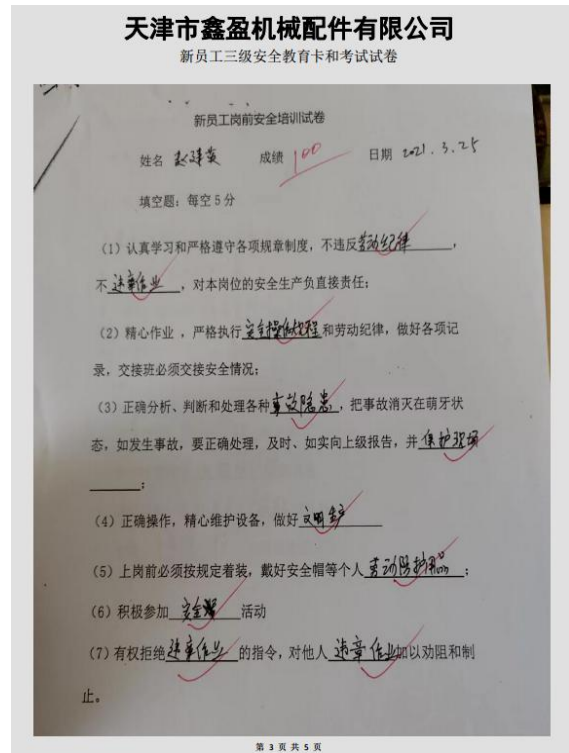 天津市鑫盈机械配件有限公司
新员工三级安全教育卡和考试试卷
新员工岗前安全培训试卷
姓名 赵建英 成绩 100 日期 2021.3.25
填空题：每空5分
（1）认真学习和严格遵守各项规章制度，不违反劳动纪律，
不违章作业，对本岗位的安全生产负直接责任；
（2）精心作业，严格执行安全操作规程和劳动纪律，做好各项记
录，交接班必须交接安全情况；
（3）正确分析、判断和处理各种事故隐患，把事故消灭在萌牙状
态，如发生事故，要正确处理，及时、如实向上级报告，并保护现场
；
（4）正确操作，精心维护设备，做好文明生产
（5）上岗前必须按规定着装，戴好安全帽等个人劳动防护用品；
（6）积极参加安全活动
（7）有权拒绝违章作业的指令，对他人违章作业加以劝阻和制
止。
第 3 页 共 5 页